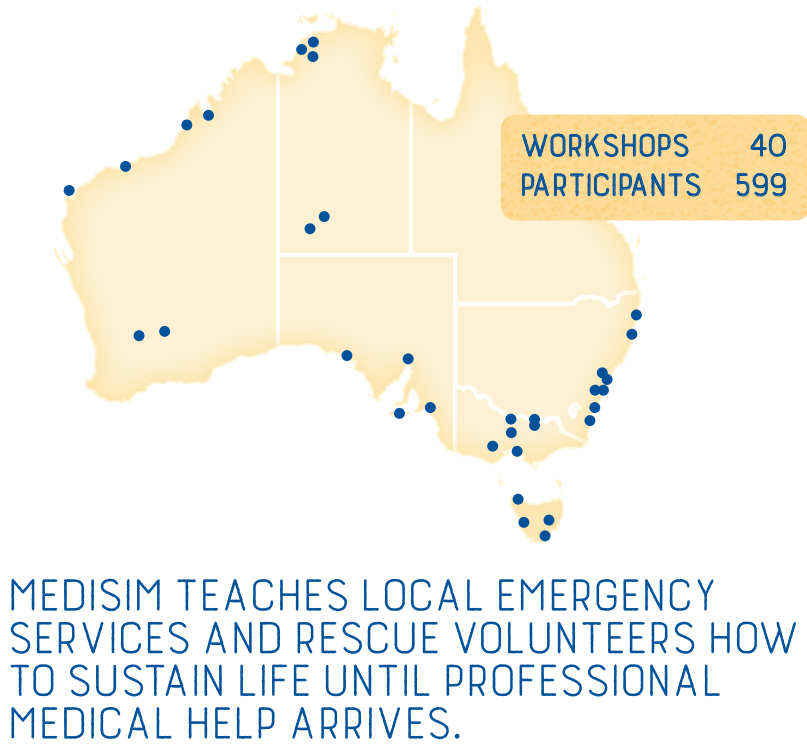 WORKSHOPS 40
PARTICIPANTS 599
MEDISIM TEACHES LOCAL EMERGENCY
SERVICES AND RESCUE VOLUNTEERS HOW
TO SUSTAIN LIFE UNTIL PROFESSIONAL
MEDICAL HELP ARRIVES.